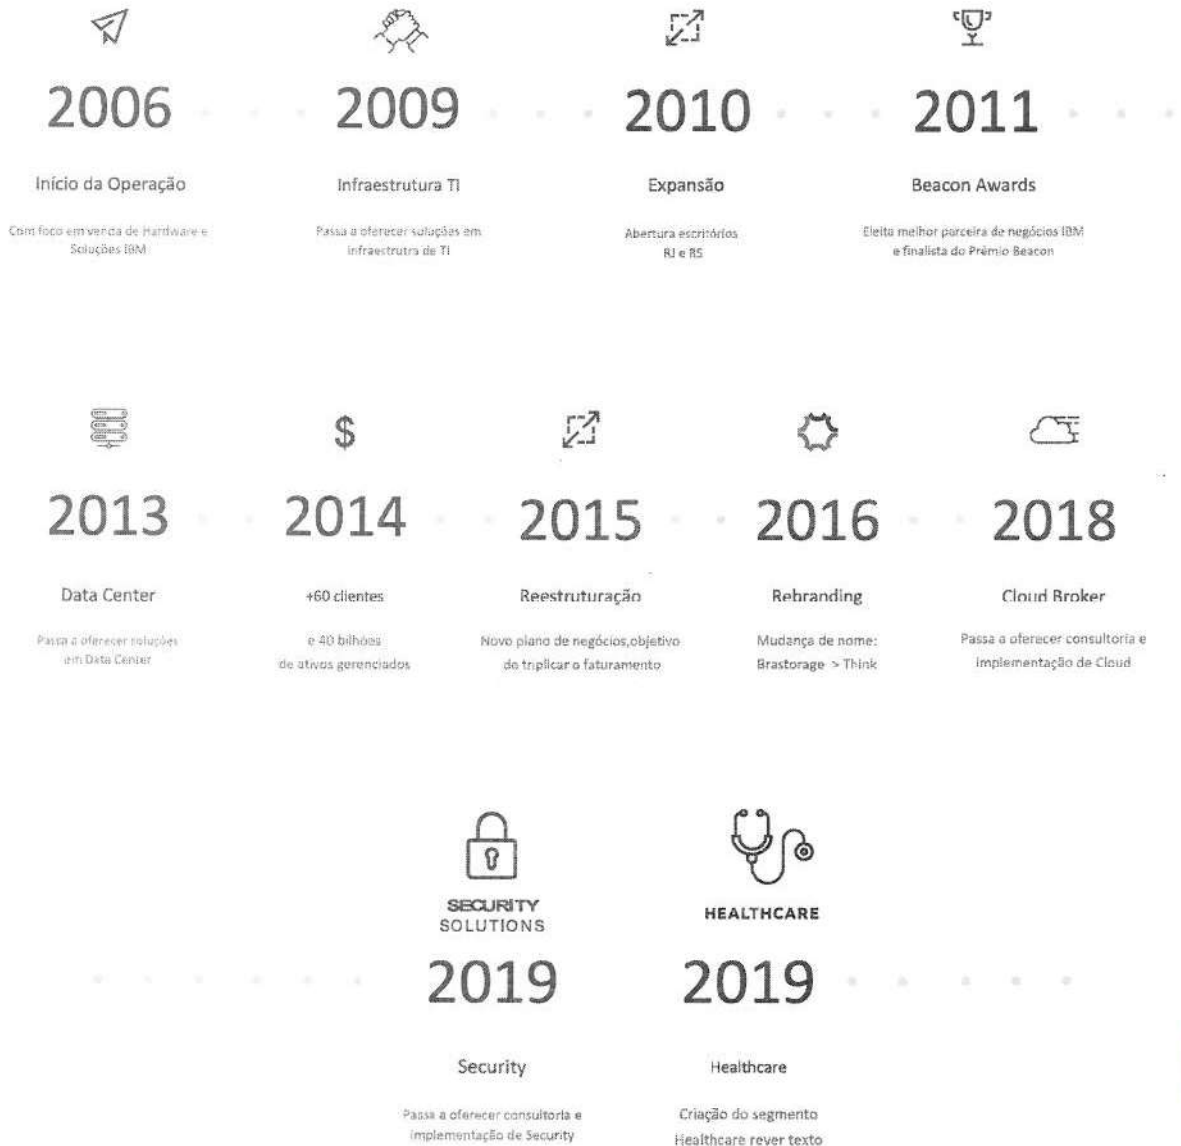 2006
Início da Operação
Com foco em venda de Hardware e
Soluções IBM
2009
Infraestrutura TI
Passa a oferecer soluções em
infraestrutra de TI
2010
Expansão
Abertura escritórios
RJ e RS
2011
Beacon Awards
Eleita melhor parceira de negócios IBM
e finalista do Prêmio Beacon
2013
Data Center
Passa a oferecer soluções
em Data Center
$
2014
+60 clientes
e 40 bilhões
de ativos gerenciados
2015
Reestruturação
Novo plano de negócios,objetivo
do triplicar o faturamento
2016
Rebranding
Mudança de nome:
Brastorage > Think
2018
Cloud Broker
Passa a oferecer consultoria e
implementação de Cloud
SECURITY
SOLUTIONS
2019
Security
Passa a oferecer consultoria e
implementação de Security
HEALTHCARE
2019
Healthcare
Criação do segmento
Healthcare rever texto